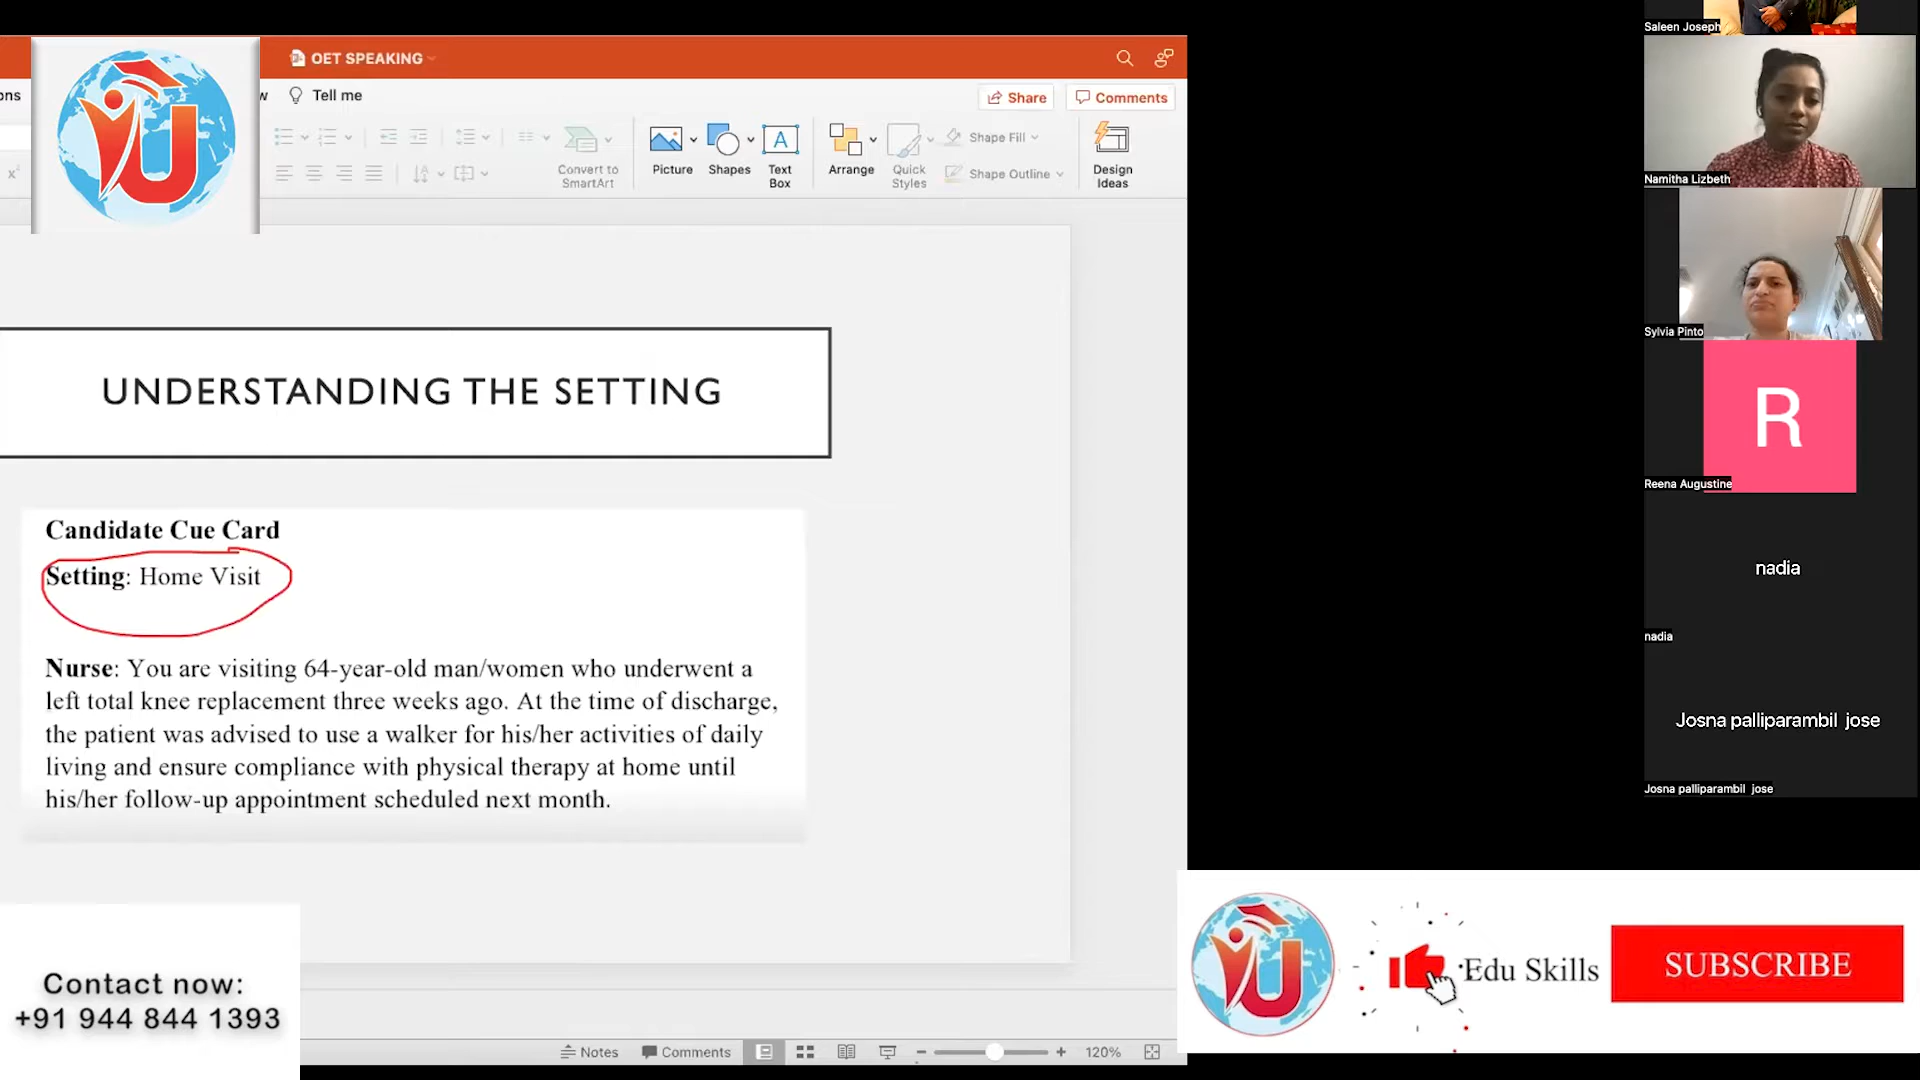 OET SPEAKING
ons
w
Tell me
Share
Comments
Convert to
SmartArt
Picture
Shapes
Text
Box
Arrange
Quick
Styles
Shape Fill
Shape Outline
Design
Ideas
x²
A
U
UNDERSTANDING THE SETTING
Candidate Cue Card
Setting: Home Visit
Nurse: You are visiting 64-year-old man/women who underwent a
left total knee replacement three weeks ago. At the time of discharge,
the patient was advised to use a walker for his/her activities of daily
living and ensure compliance with physical therapy at home until
his/her follow-up appointment scheduled next month.
Contact now:
+91 944 844 1393
Notes
Comments
120%
Saleen Joseph
Namitha Lizbeth
Sylvia Pinto
R
Reena Augustine
nadia
nadia
Josna palliparambil jose
Josna palliparambil jose
U
Edu Skills
SUBSCRIBE